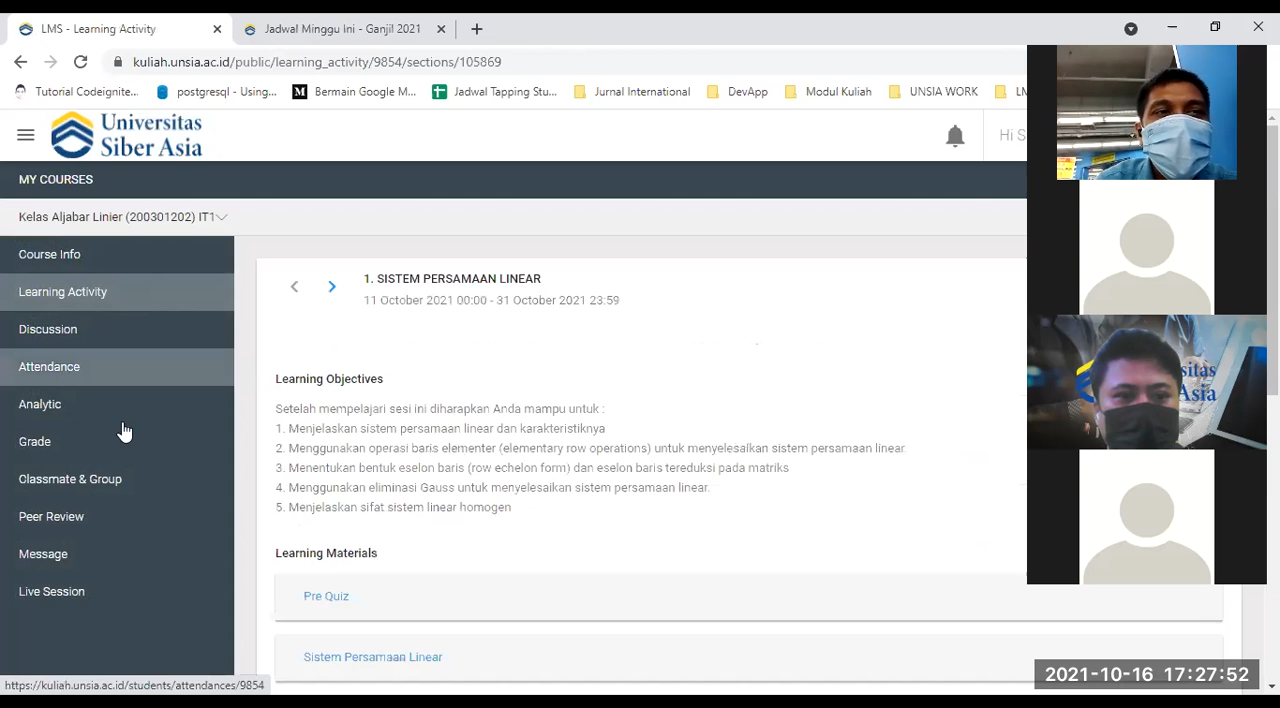 LMS - Learning Activity
Jadwal Minggu Ini - Ganjil 2021
kuliah.unsia.ac.id/public/learning_activity/9854/sections/105869
Tutorial Codeignite...
postgresql - Using...
Bermain Google M...
Jadwal Tapping Stu...
Jurnal International
DevApp
Modul Kuliah
UNSIA WORK
Universitas
Siber Asia
Hi S
MY COURSES
Kelas Aljabar Linier (200301202) IT1
Course Info
Learning Activity
Discussion
Attendance
Analytic
Grade
Classmate & Group
Peer Review
Message
Live Session
1. SISTEM PERSAMAAN LINEAR
11 October 2021 00:00 - 31 October 2021 23:59
Learning Objectives
Setelah mempelajari sesi ini diharapkan Anda mampu untuk :
1. Menjelaskan sistem persamaan linear dan karakteristiknya
2. Menggunakan operasi baris elementer (elementary row operations) untuk menyelesalkan sistem persamaan linear.
3. Menentukan bentuk eselon baris (row echelon form) dan eselon baris tereduksi pada matriks
4. Menggunakan eliminasi Gauss untuk menyelesaikan sistem persamaan linear.
5. Menjelaskan sifat sistem linear homogen
Learning Materials
Pre Quiz
Sistem Persamaan Linear
https://kuliah.unsia.ac.id/students/attendances/9854
2021-10-16 17:27:52